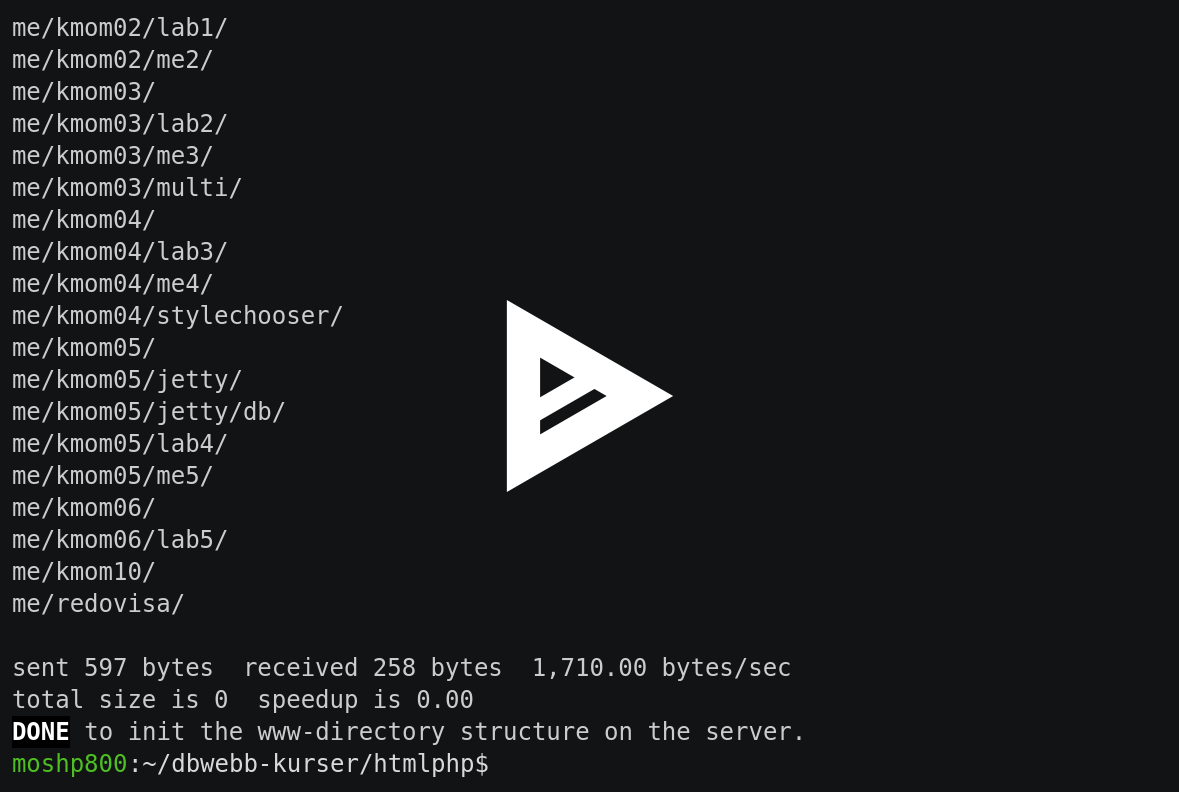 me/kmom02/lab1/
me/kmom02/me2/
me/kmom03/
me/kmom03/lab2/
me/kmom03/me3/
me/kmom03/multi/
me/kmom04/
me/kmom04/lab3/
me/kmom04/me4/
me/kmom04/stylechooser/
me/kmom05/
me/kmom05/jetty/
me/kmom05/jetty/db/
me/kmom05/lab4/
me/kmom05/me5/
me/kmom06/
me/kmom06/lab5/
me/kmom10/
me/redovisa/

sent 597 bytes  received 258 bytes  1,710.00 bytes/sec
total size is 0  speedup is 0.00
DONE to init the www-directory structure on the server.
moshp800:~/dbwebb-kurser/htmlphp$